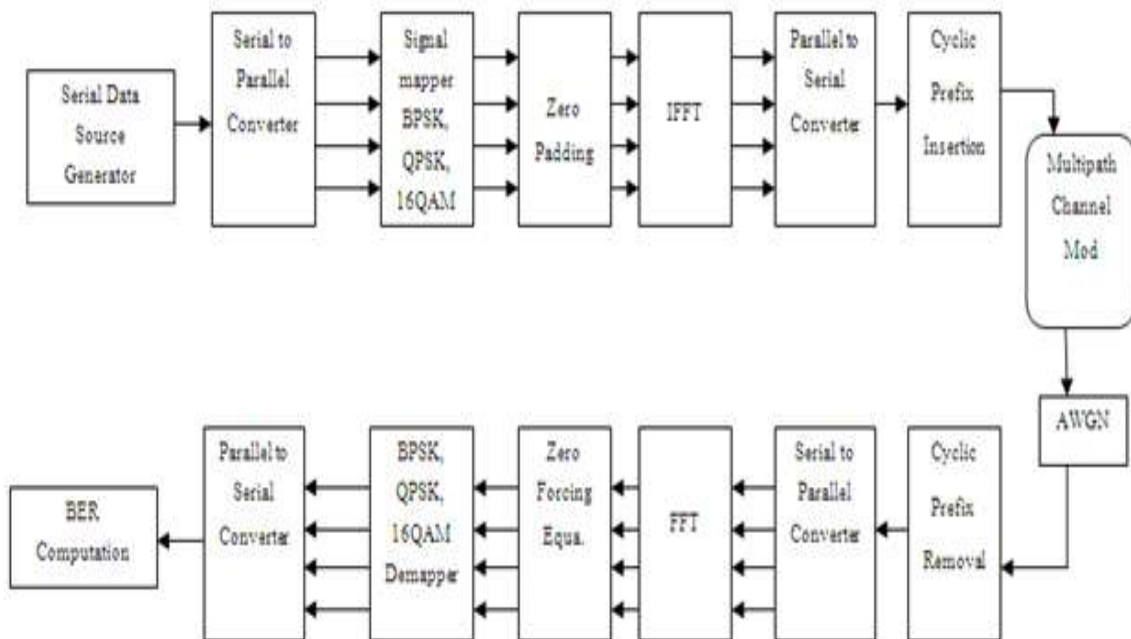 Serial Data
Source
Generator
Serial to
Parallel
Converter
Signal
mapper
BPSK,
QPSK,
16QAM
Zero
Padding
IFFT
Parallel to
Serial
Converter
Cyclic
Prefix
Insertion
Multipath
Channel
Mod
AWGN
Cyclic
Prefix
Removal
Serial to
Parallel
Converter
FFT
Zero
Forcing
Equa.
BPSK,
QPSK,
16QAM
Demapper
Parallel to
Serial
Converter
BER
Computation